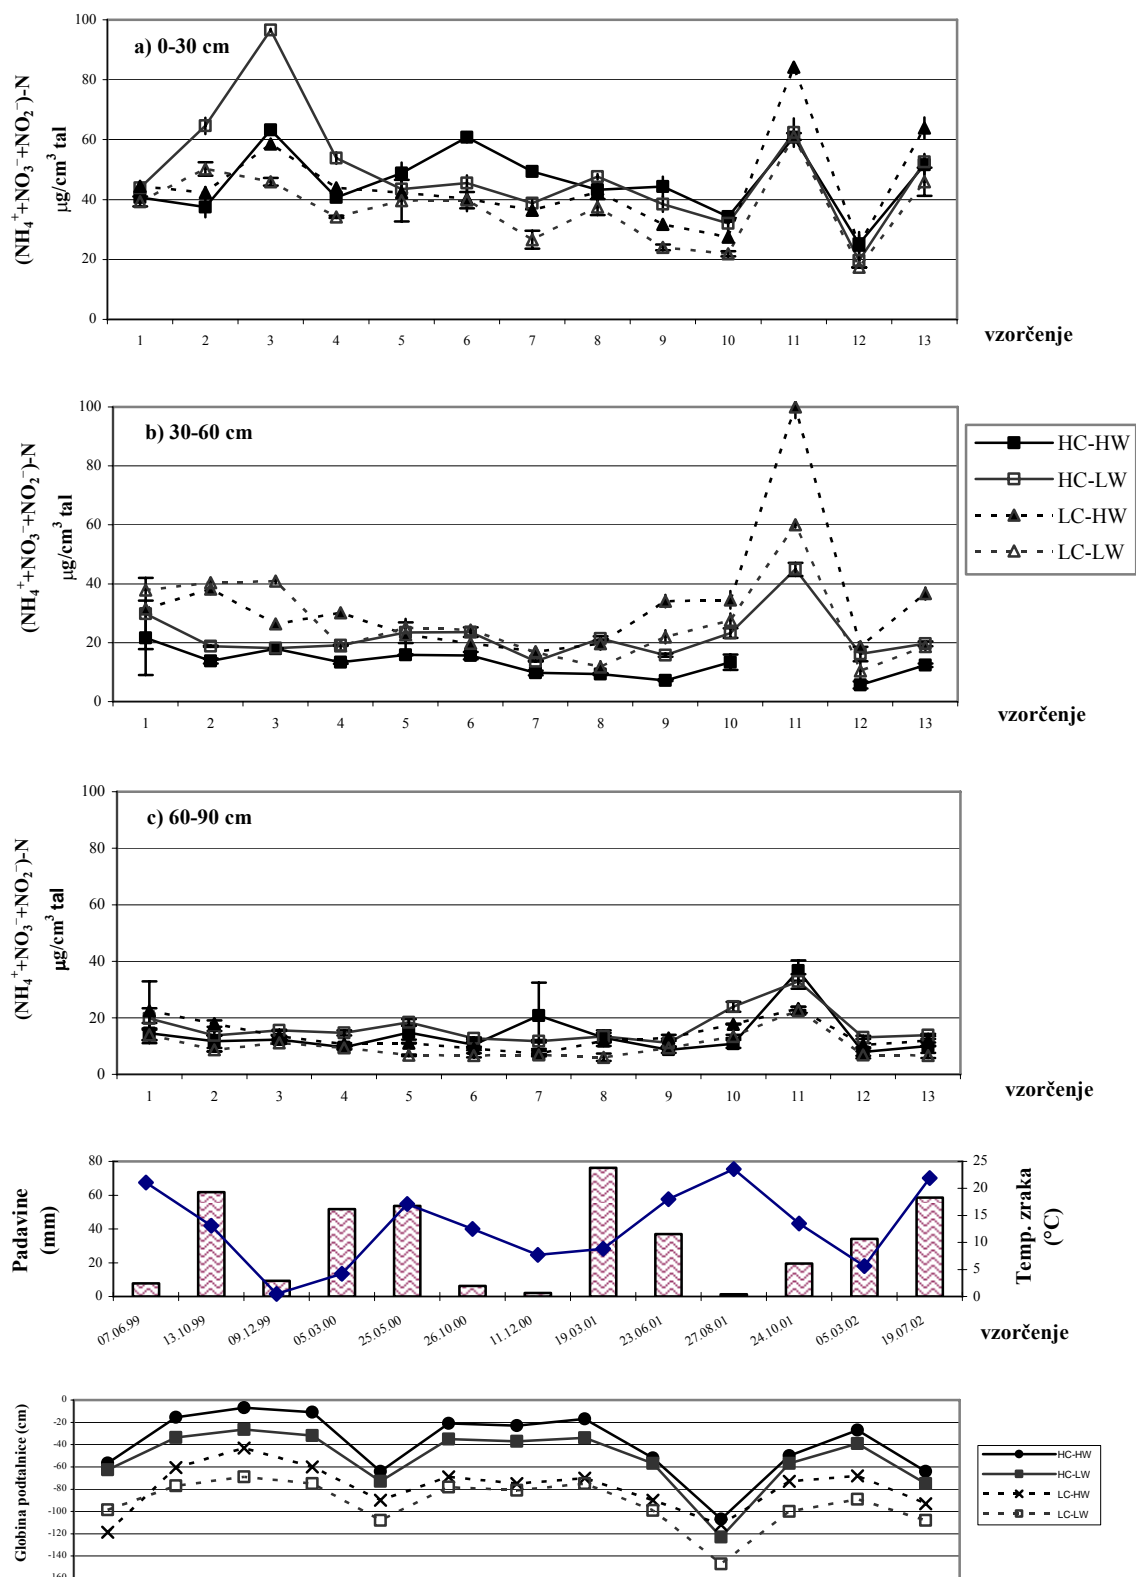 a) 0-30 cm
(NH₄⁺+NO₃⁻+NO₂⁻)-N
µg/cm³ tal
100
80
60
40
20
0
1 2 3 4 5 6 7 8 9 10 11 12 13
vzorčenje
b) 30-60 cm
(NH₄⁺+NO₃⁻+NO₂⁻)-N
µg/cm³ tal
100
80
60
40
20
0
1 2 3 4 5 6 7 8 9 10 11 12 13
vzorčenje
HC-HW
HC-LW
LC-HW
LC-LW
c) 60-90 cm
(NH₄⁺+NO₃⁻+NO₂⁻)-N
µg/cm³ tal
100
80
60
40
20
0
1 2 3 4 5 6 7 8 9 10 11 12 13
vzorčenje
Padavine
(mm)
80
60
40
20
0
25
20
15
10
5
0
Temp. zraka
(°C)
07.06.99 13.10.99 09.12.99 05.03.00 25.05.00 26.10.00 11.12.00 19.03.01 23.06.01 27.08.01 24.10.01 05.03.02 19.07.02
vzorčenje
Globina podtalnice (cm)
0
-20
-40
-60
-80
-100
-120
-140
-160
HC-HW
HC-LW
LC-HW
LC-LW